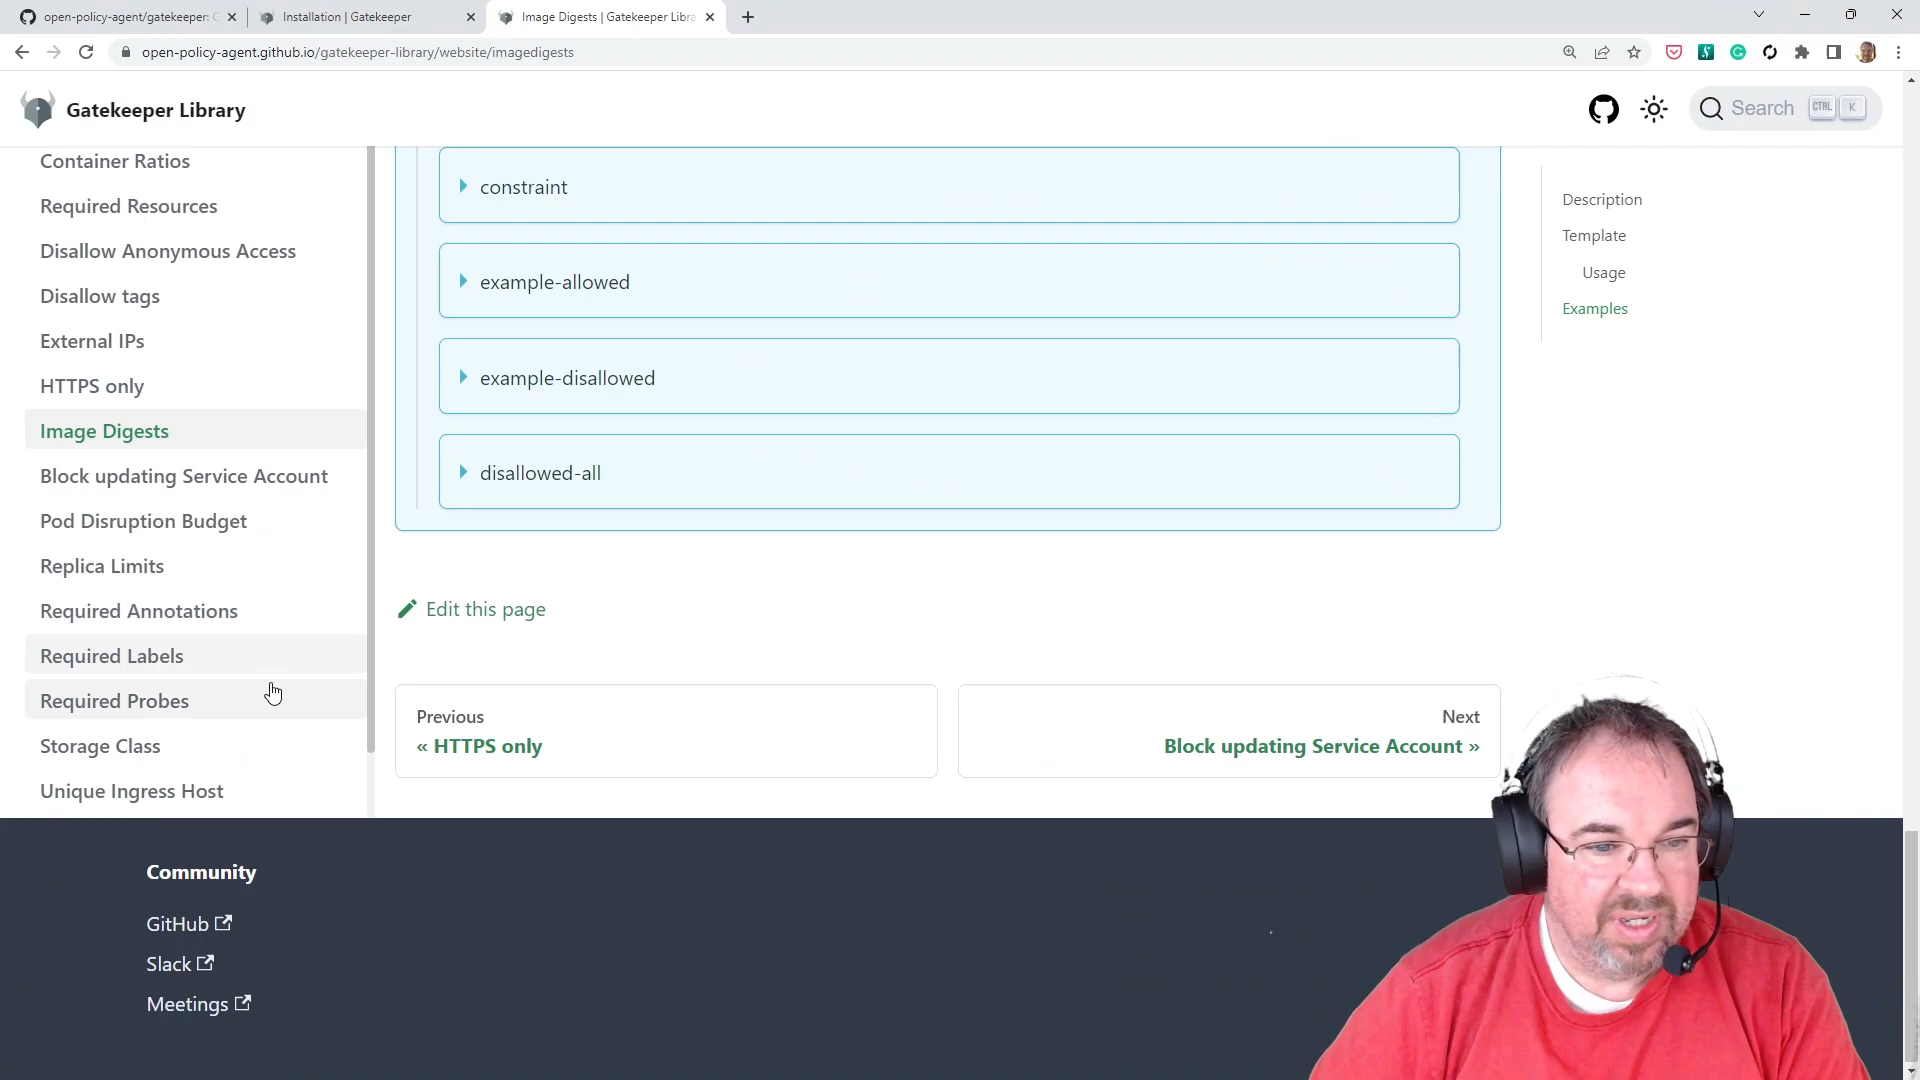 open-policy-agent/gatekeeper:
Installation | Gatekeeper
Image Digests | Gatekeeper Libra
open-policy-agent.github.io/gatekeeper-library/website/imagedigests
Gatekeeper Library
Search CTRL K
Container Ratios
Required Resources
Disallow Anonymous Access
Disallow tags
External IPs
HTTPS only
Image Digests
Block updating Service Account
Pod Disruption Budget
Replica Limits
Required Annotations
Required Labels
Required Probes
Storage Class
Unique Ingress Host
constraint
example-allowed
example-disallowed
disallowed-all
Edit this page
Previous
« HTTPS only
Next
Block updating Service Account »
Description
Template
Usage
Examples
Community
GitHub
Slack
Meetings